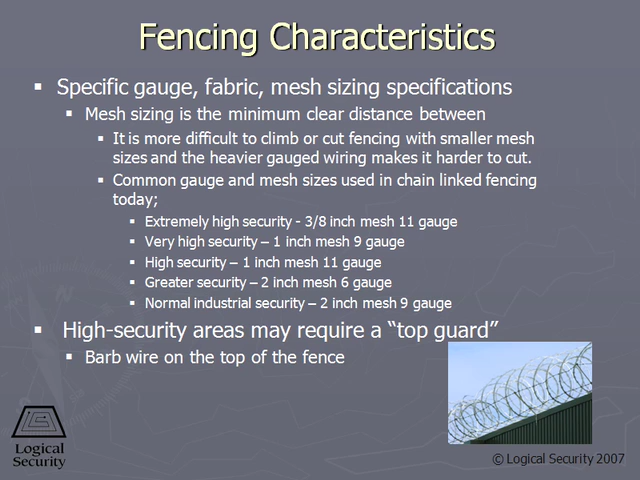 Fencing Characteristics
Specific gauge, fabric, mesh sizing specifications
Mesh sizing is the minimum clear distance between
It is more difficult to climb or cut fencing with smaller mesh
sizes and the heavier gauged wiring makes it harder to cut.
Common gauge and mesh sizes used in chain linked fencing
today;
Extremely high security - 3/8 inch mesh 11 gauge
Very high security – 1 inch mesh 9 gauge
High security – 1 inch mesh 11 gauge
Greater security – 2 inch mesh 6 gauge
Normal industrial security – 2 inch mesh 9 gauge
High-security areas may require a “top guard”
Barb wire on the top of the fence
Logical
Security
© Logical Security 2007